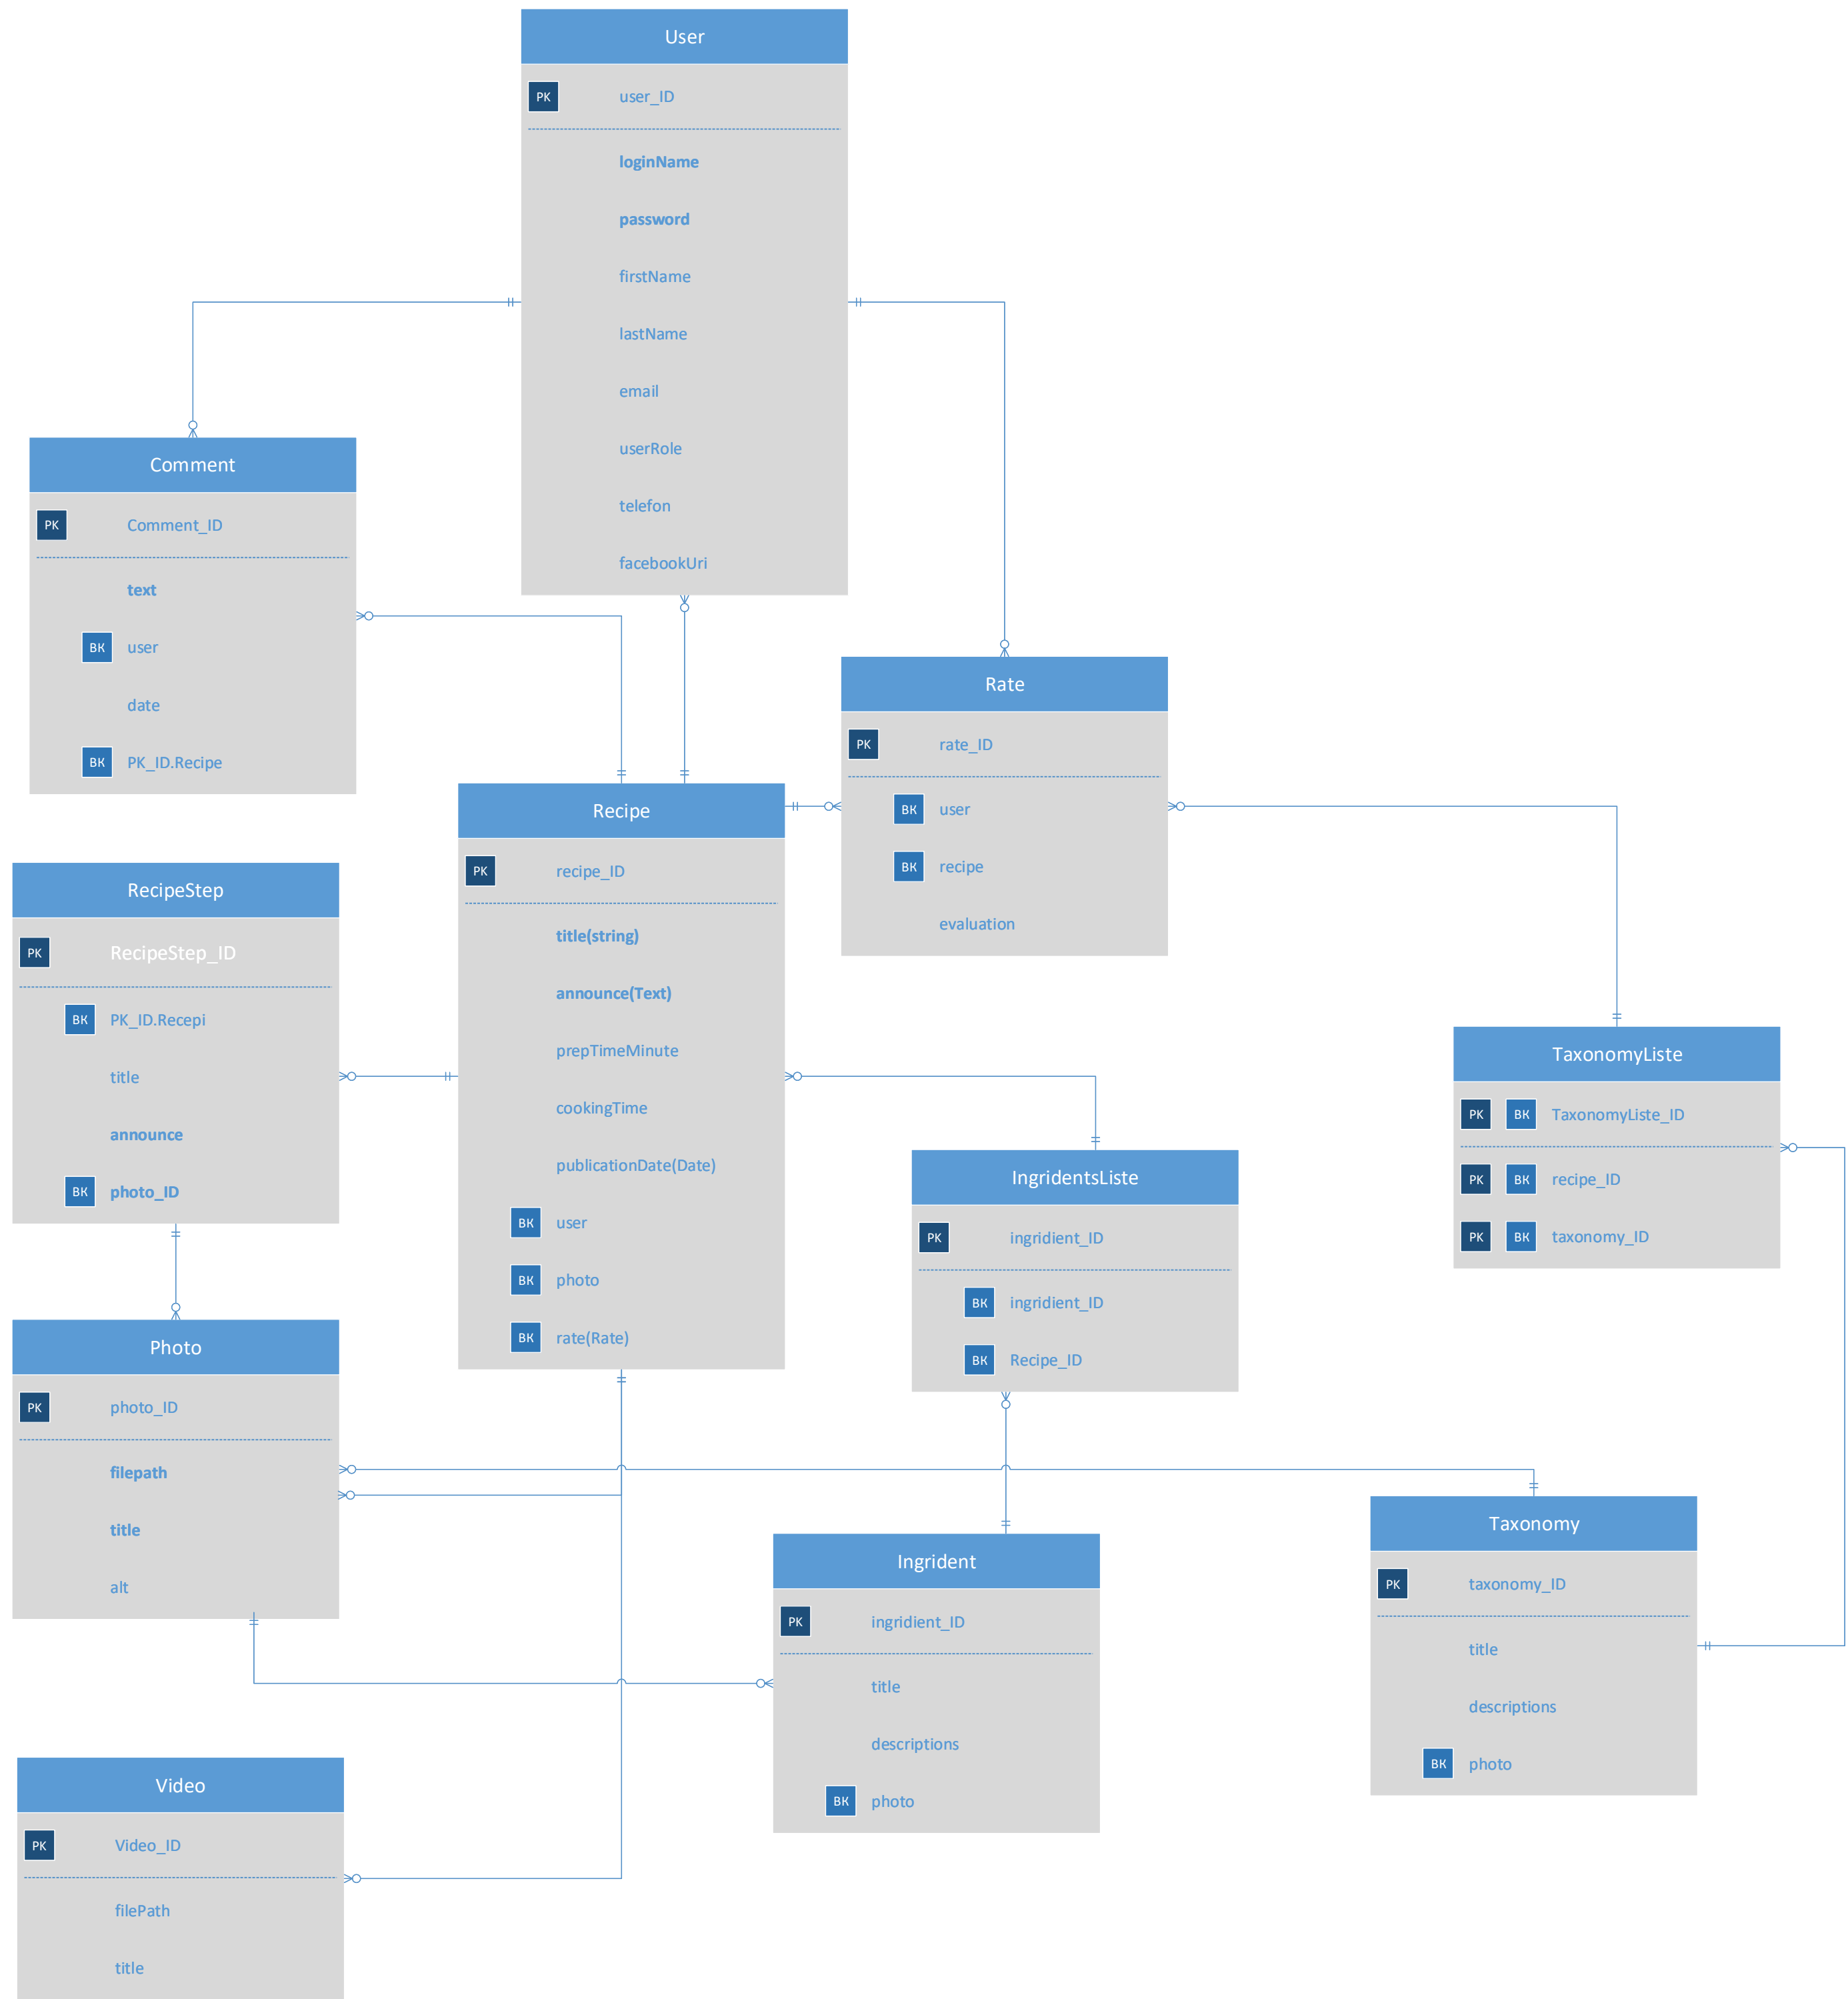 User
PK user_ID
loginName
password
firstName
lastName
email
userRole
telefon
facebookUri
Comment
PK Comment_ID
text
BK user
date
BK PK_ID.Recipe
Rate
PK rate_ID
BK user
BK recipe
evaluation
Recipe
PK recipe_ID
title(string)
announce(Text)
prepTimeMinute
cookingTime
publicationDate(Date)
BK user
BK photo
BK rate(Rate)
RecipeStep
PK RecipeStep_ID
BK PK_ID.Recepi
title
announce
BK photo_ID
TaxonomyListe
PK BK TaxonomyListe_ID
PK BK recipe_ID
PK BK taxonomy_ID
IngridentsListe
PK ingridient_ID
BK ingridient_ID
BK Recipe_ID
Photo
PK photo_ID
filepath
title
alt
Taxonomy
PK taxonomy_ID
title
descriptions
BK photo
Ingrident
PK ingridient_ID
title
descriptions
BK photo
Video
PK Video_ID
filePath
title